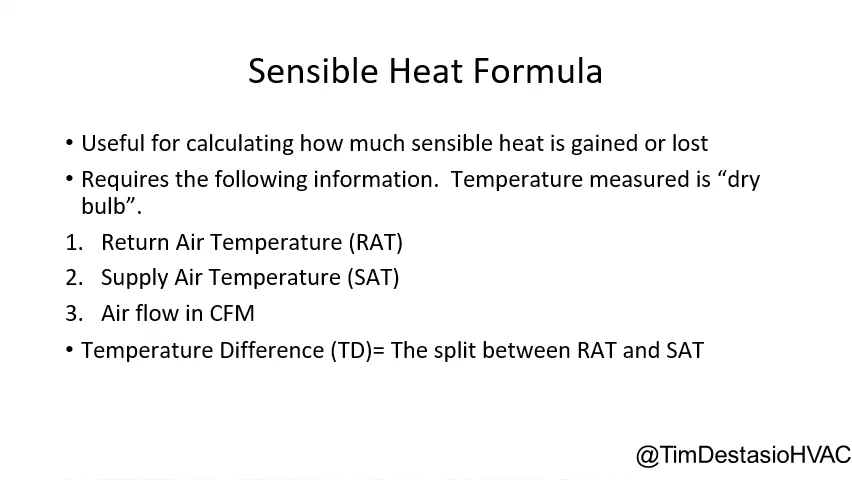 Sensible Heat Formula
• Useful for calculating how much sensible heat is gained or lost
• Requires the following information.  Temperature measured is “dry
bulb”.
1. Return Air Temperature (RAT)
2. Supply Air Temperature (SAT)
3. Air flow in CFM
• Temperature Difference (TD)= The split between RAT and SAT
@TimDestasioHVAC